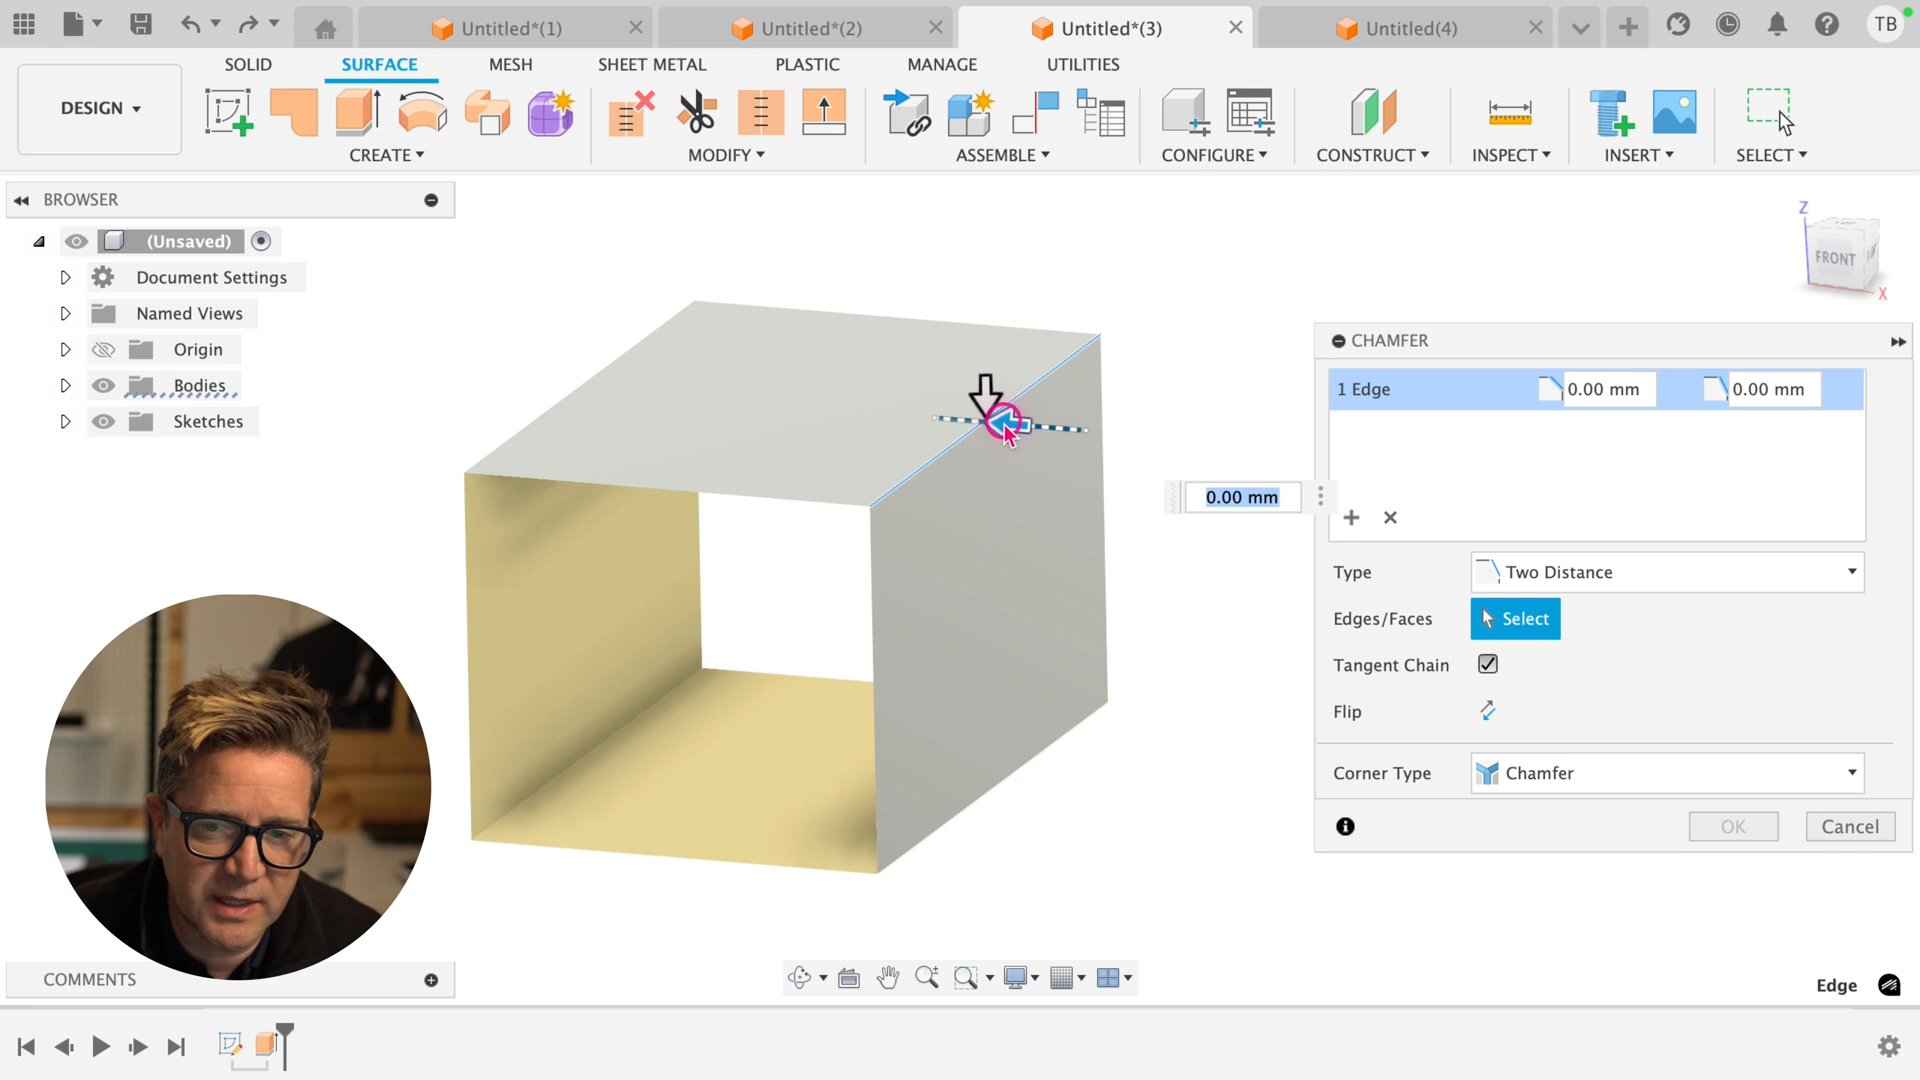 Untitled*(1)
Untitled*(2)
Untitled*(3)
Untitled(4)
TB
DESIGN
SOLID
SURFACE
MESH
SHEET METAL
PLASTIC
MANAGE
UTILITIES
CREATE
MODIFY
ASSEMBLE
CONFIGURE
CONSTRUCT
INSPECT
INSERT
SELECT
BROWSER
(Unsaved)
Document Settings
Named Views
Origin
Bodies
Sketches
Z
FRONT
X
CHAMFER
1 Edge
0.00 mm
0.00 mm
0.00 mm
Type
Two Distance
Edges/Faces
Select
Tangent Chain
Flip
Corner Type
Chamfer
OK
Cancel
COMMENTS
Edge